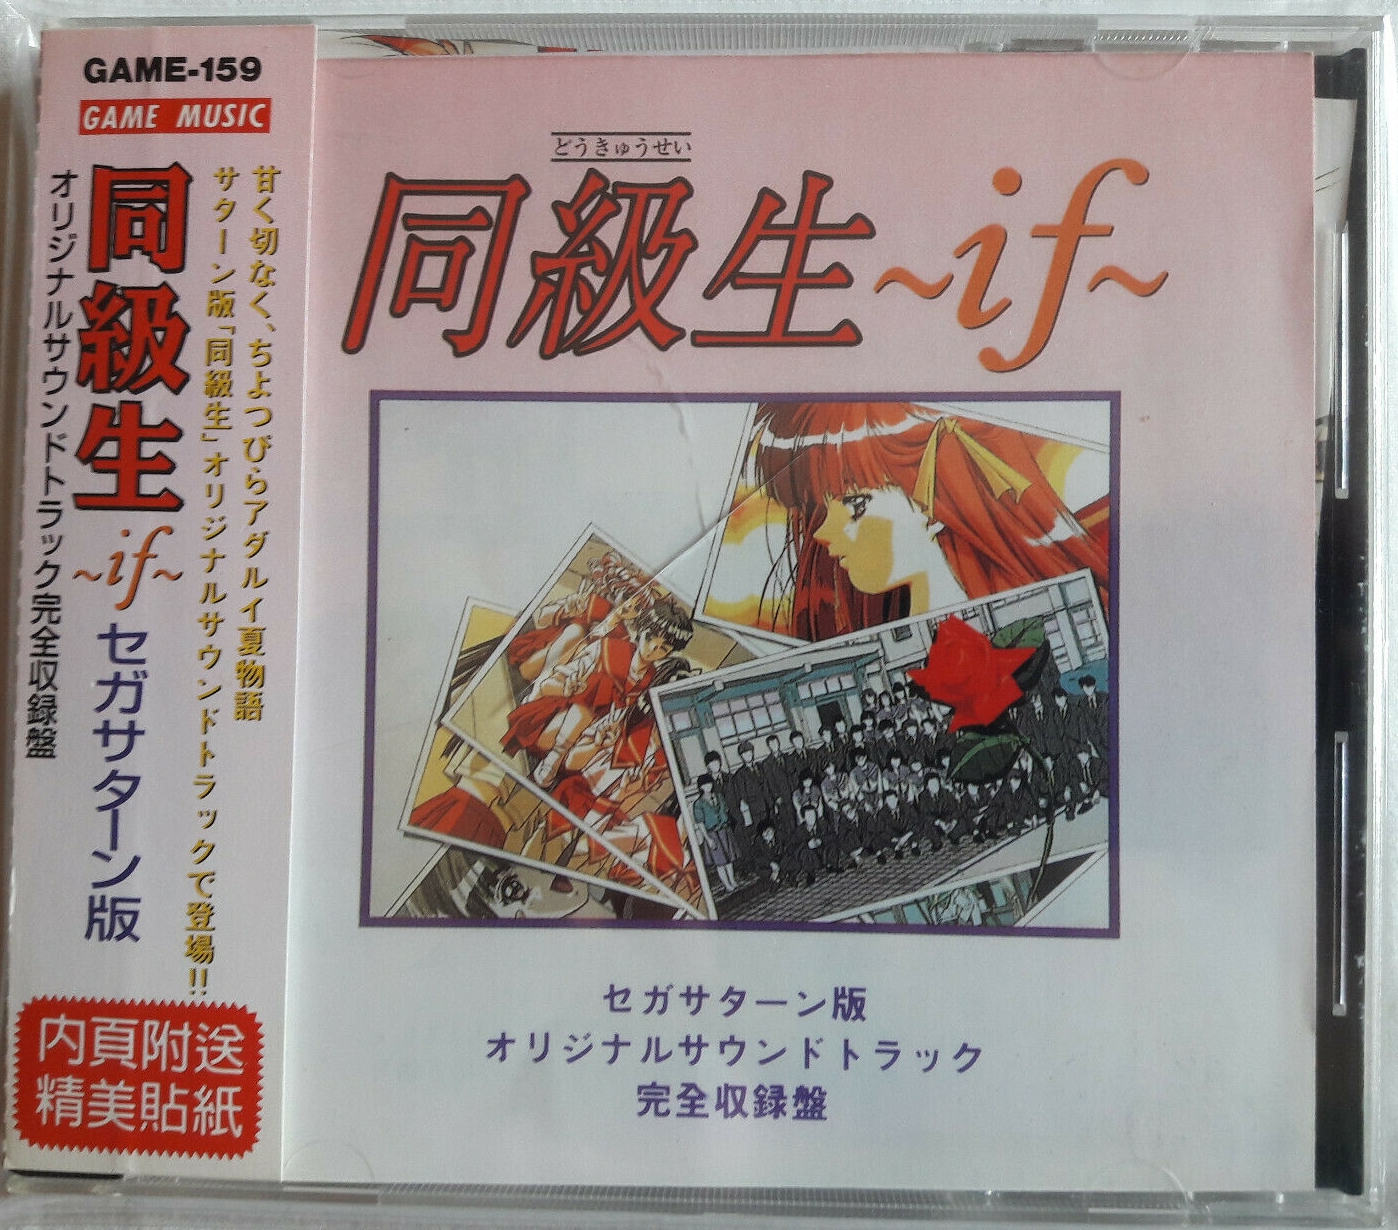 GAME-159
GAME MUSIC
甘く切なく、ちよつぴらアダルイ夏物語
サターン版「同級生」オリジナルサウンドトラックで登場!!
同級生
~if~
セガサターン版
オリジナルサウンドトラック完全収録盤
内頁附送
精美貼紙
どうきゅうせい
同級生~if~
セガサターン版
オリジナルサウンドトラック
完全収録盤